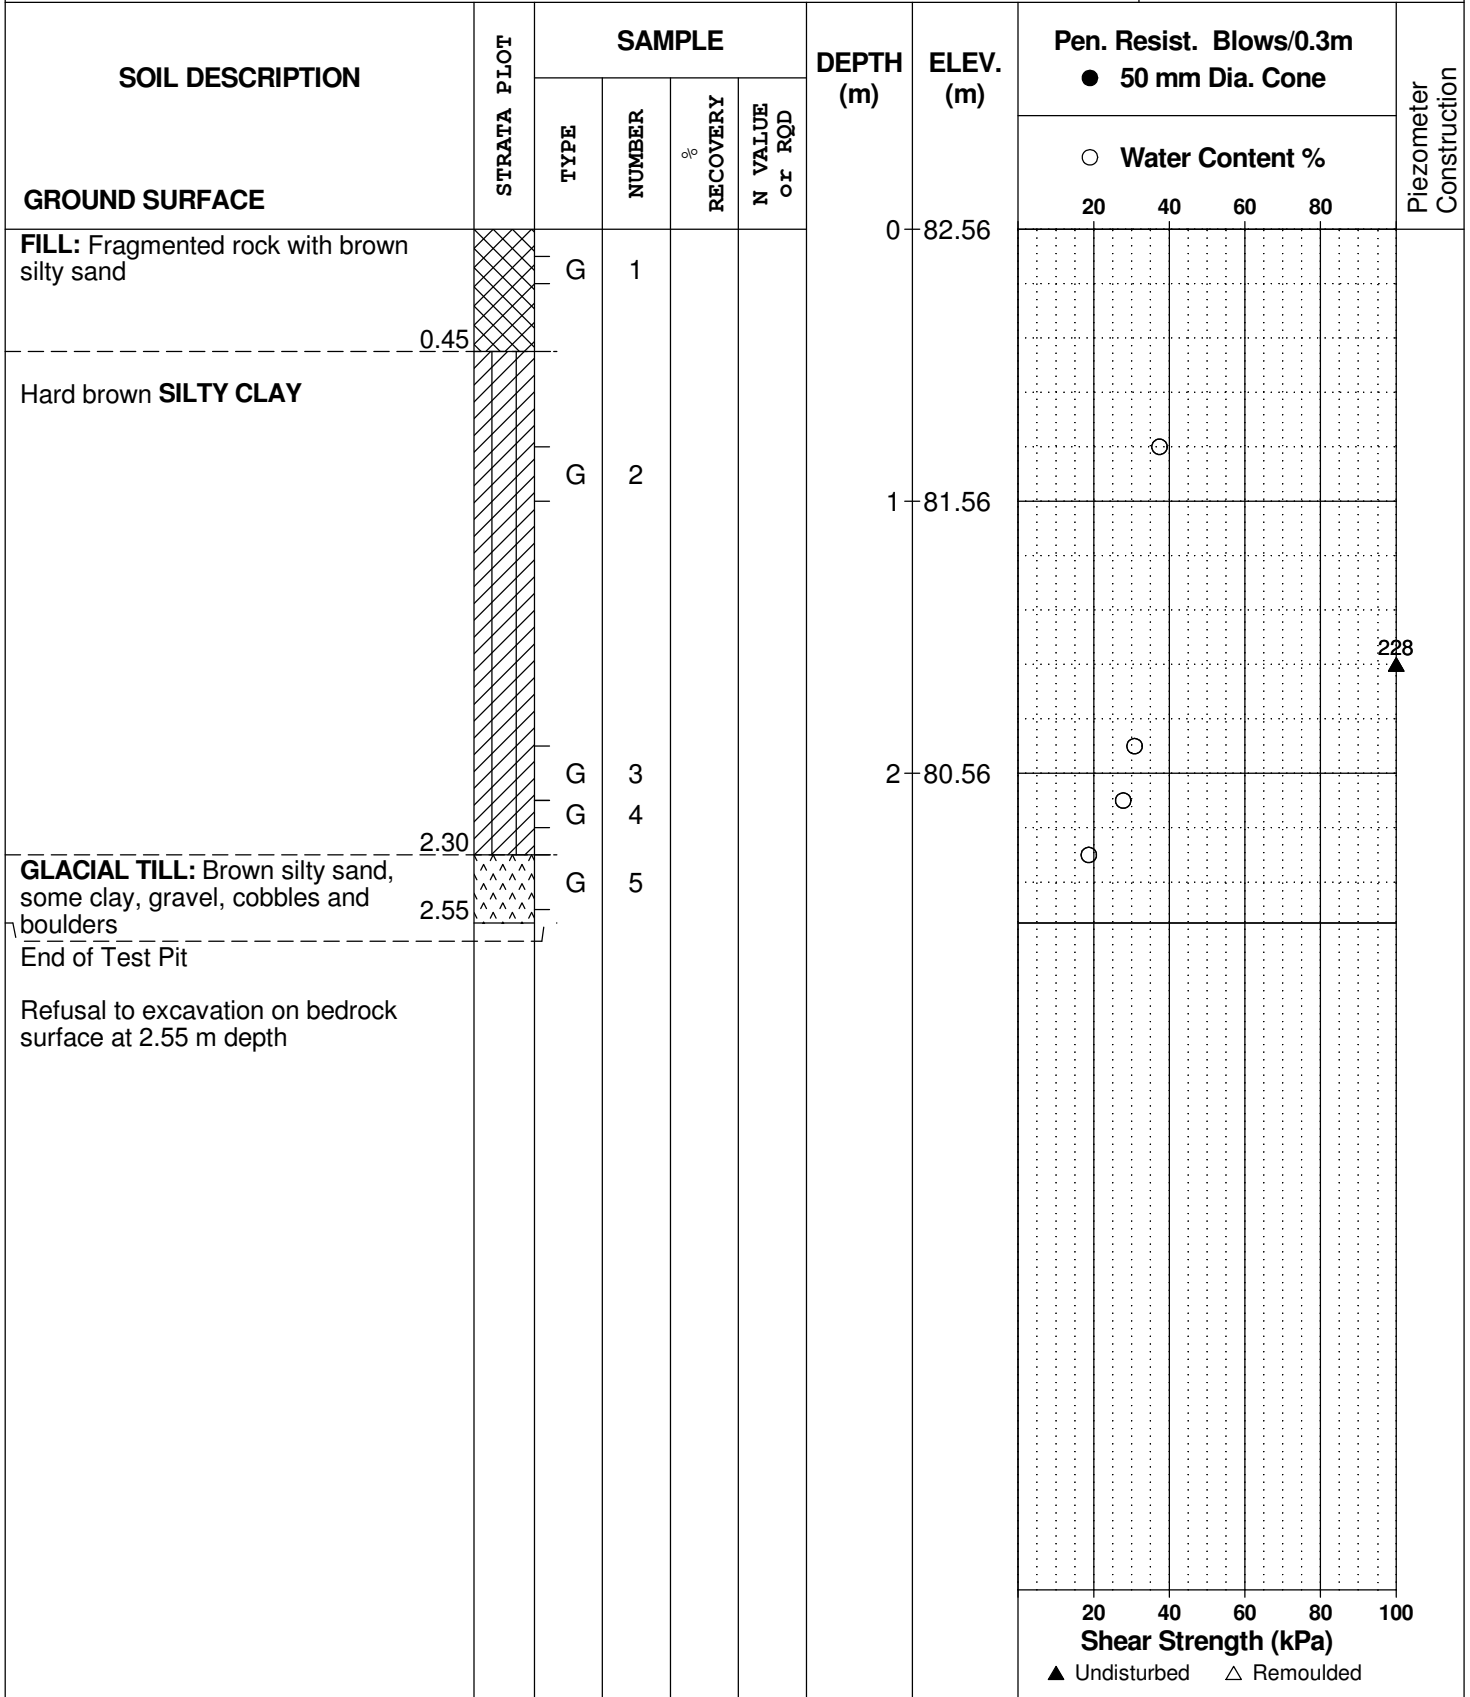 SOIL DESCRIPTION
GROUND SURFACE
STRATA PLOT
SAMPLE
TYPE
NUMBER
%
RECOVERY
N VALUE
or RQD
DEPTH
(m)
ELEV.
(m)
Pen. Resist. Blows/0.3m
● 50 mm Dia. Cone
○ Water Content %
20 40 60 80
Piezometer
Construction
0 82.56
FILL: Fragmented rock with brown
silty sand
G 1
0.45
Hard brown SILTY CLAY
G 2
1 81.56
228
G 3
2 80.56
G 4
2.30
GLACIAL TILL: Brown silty sand,
some clay, gravel, cobbles and
boulders
G 5
2.55
End of Test Pit
Refusal to excavation on bedrock
surface at 2.55 m depth
20 40 60 80 100
Shear Strength (kPa)
▲ Undisturbed △ Remoulded